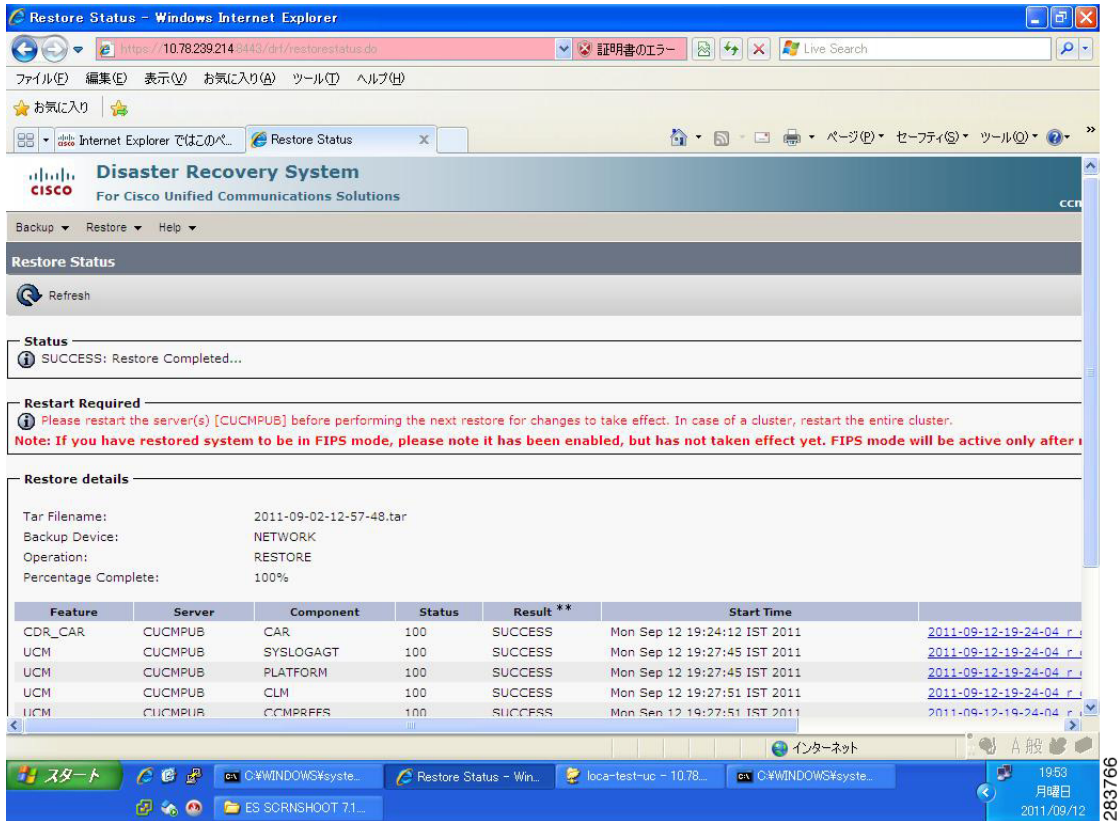 Restore Status - Windows Internet Explorer
https://10.78.239.214:8443/drf/restorestatus.do 証明書のエラー Live Search
ファイル(F) 編集(E) 表示(V) お気に入り(A) ツール(T) ヘルプ(H)
お気に入り
cisco Internet Explorer ではこのペ... Restore Status x ページ(P) セーフティ(S) ツール(O) »
CISCO
Disaster Recovery System
For Cisco Unified Communications Solutions
ccm
Backup Restore Help
Restore Status
Refresh
Status
SUCCESS: Restore Completed...
Restart Required
Please restart the server(s) [CUCMPUB] before performing the next restore for changes to take effect. In case of a cluster, restart the entire cluster.
Note: If you have restored system to be in FIPS mode, please note it has been enabled, but has not taken effect yet. FIPS mode will be active only after
Restore details
Tar Filename: 2011-09-02-12-57-48.tar
Backup Device: NETWORK
Operation: RESTORE
Percentage Complete: 100%
Feature Server Component Status Result ** Start Time
CDR_CAR CUCMPUB CAR 100 SUCCESS Mon Sep 12 19:24:12 IST 2011 2011-09-12-19-24-04_r_
UCM CUCMPUB SYSLOGAGT 100 SUCCESS Mon Sep 12 19:27:45 IST 2011 2011-09-12-19-24-04_r_
UCM CUCMPUB PLATFORM 100 SUCCESS Mon Sep 12 19:27:45 IST 2011 2011-09-12-19-24-04_r_
UCM CUCMPUB CLM 100 SUCCESS Mon Sep 12 19:27:51 IST 2011 2011-09-12-19-24-04_r_
UCM CUCMPUB CCMPREFS 100 SUCCESS Mon Sep 12 19:27:51 IST 2011 2011-09-12-19-24-04_r_
インターネット A 般
スタート C:¥WINDOWS¥syste... Restore Status - Win... loca-test-uc - 10.78... C:¥WINDOWS¥syste... 19:53
月曜日
ES SCRNSHOOT 7.1... 2011/09/12
283766